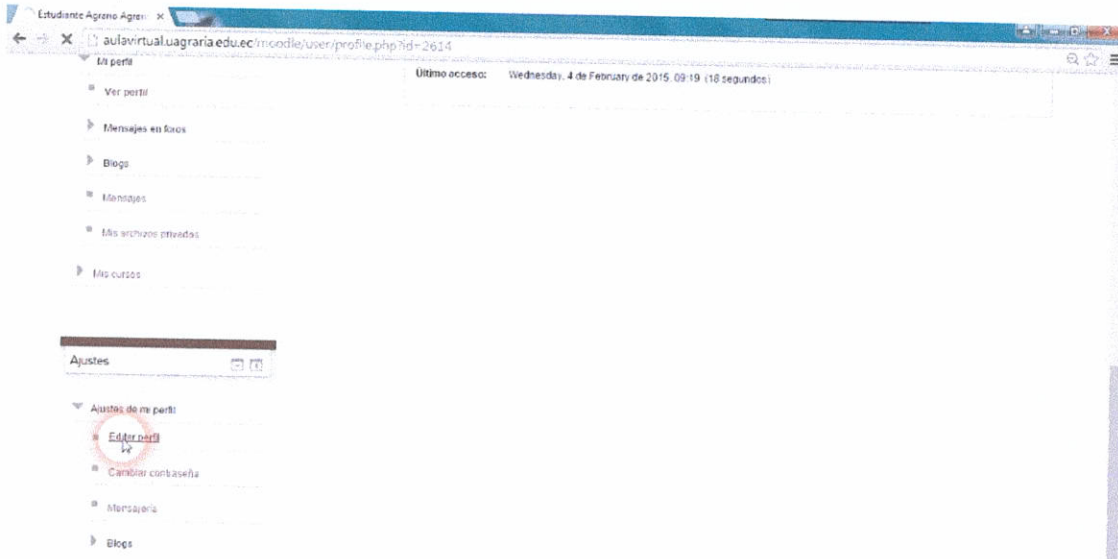 Estudiante Agrario Agrari
aulavirtual.uagraria.edu.ec/moodle/user/profile.php?id=2614
Mi perfil
Último acceso: Wednesday, 4 de February de 2015, 09:19 (18 segundos)
Ver perfil
Mensajes en foros
Blogs
Mensajes
Mis archivos privados
Mis cursos
Ajustes
Ajustes de mi perfil
Editar perfil
Cambiar contraseña
Mensajería
Blogs